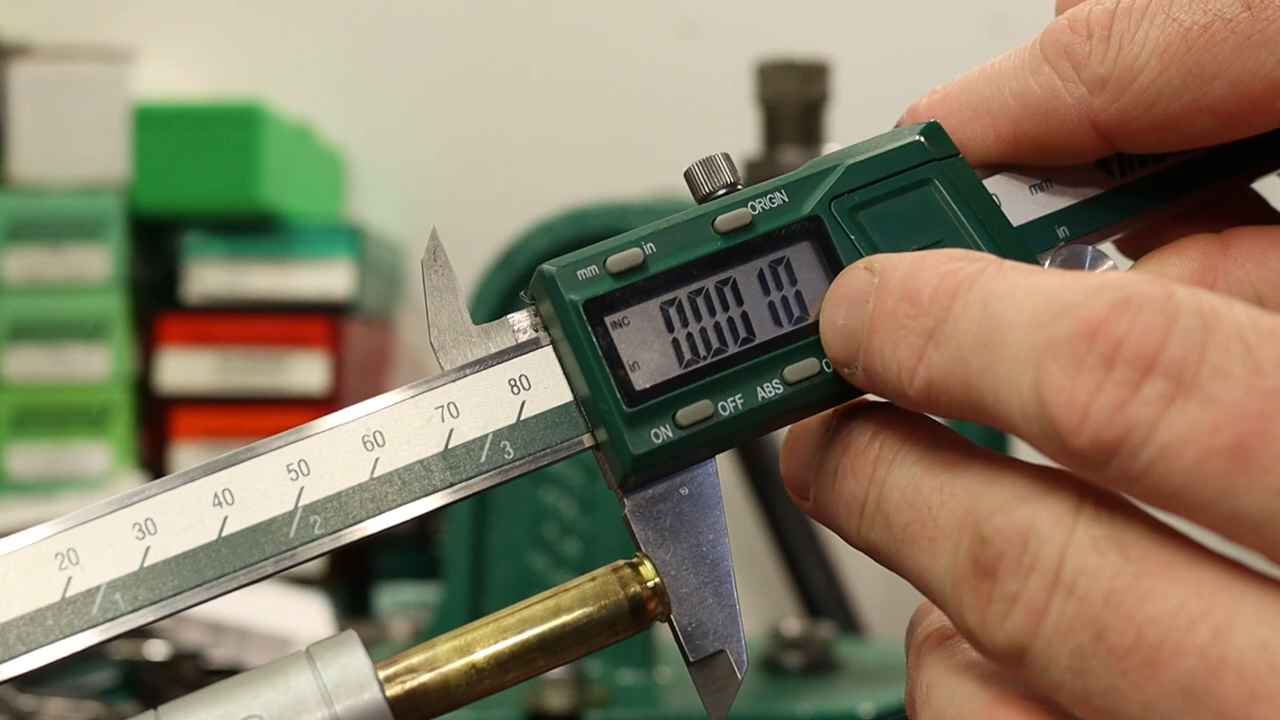 ORIGIN
mm in
INC
0.0010
in
ON OFF ABS
mm
in
20 30 40 50 60 70 80
1 2 3